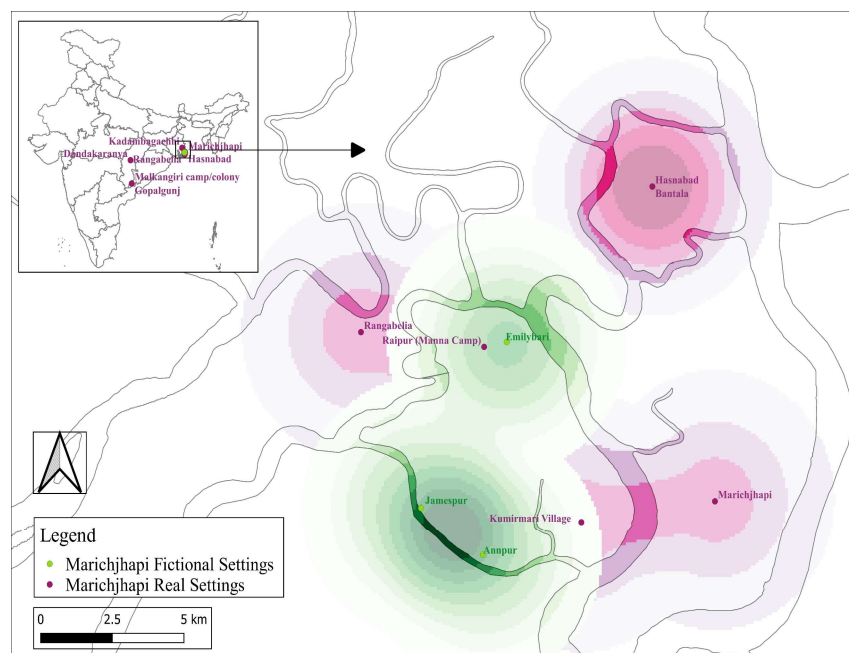 Kadambagachhi
Marichjhapi
Dandakaranya
Rangabelia
Hasnabad
Malkangiri camp/colony
Gopalgunj
Hasnabad
Bantala
Rangabelia
Raipur (Manna Camp)
Emilybari
Jamespur
Kumirmari Village
Marichjhapi
Annpur
Legend
Marichjhapi Fictional Settings
Marichjhapi Real Settings
0 2.5 5 km